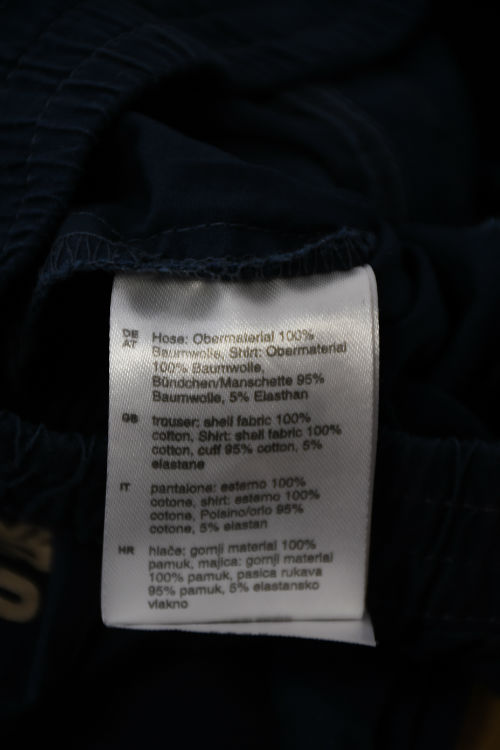 DE AT Hose: Obermaterial 100%
Baumwolle, Shirt: Obermaterial
100% Baumwolle,
Bündchen/Manschette 95%
Baumwolle, 5% Elasthan
GB trouser: shell fabric 100%
cotton, Shirt: shell fabric 100%
cotton, cuff 95% cotton, 5%
elastane
IT pantalone: esterno 100%
cotone, shirt: esterno 100%
cotone, Polsino/orlo 95%
cotone, 5% elastan
HR hlače: gornji material 100%
pamuk, majica: gornji material
100% pamuk, pasica rukava
95% pamuk, 5% elastansko
vlakno